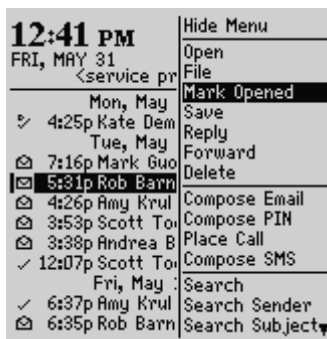 12:41 PM
FRI, MAY 31
<service pr
Mon, May
4:25p Kate Dem
Tue, May
7:16p Mark Guo
5:31p Rob Barn
4:26p Amy Krul
3:53p Scott To
3:38p Andrea B
12:07p Scott To
Fri, May
6:37p Amy Krul
6:35p Rob Barn
Hide Menu
Open
File
Mark Opened
Save
Reply
Forward
Delete
Compose Email
Compose PIN
Place Call
Compose SMS
Search
Search Sender
Search Subject